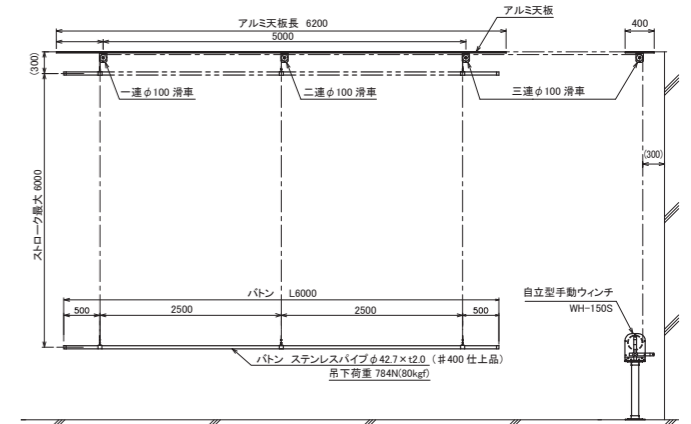 アルミ天板長 6200
アルミ天板
400
5000
(300)
一連φ100 滑車
二連φ100 滑車
三連φ100 滑車
(300)
ストローク最大 6000
バトン L6000
500
2500
2500
500
自立型手動ウィンチ
WH-150S
バトン ステンレスパイプφ42.7×t2.0 (♯400 仕上品)
吊下荷重 784N(80kgf)